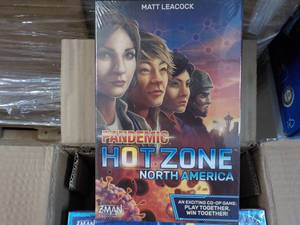 MATT LEACOCK
PANDEMIC
HOT ZONE
NORTH AMERICA
AN EXCITING CO-OP GAME:
PLAY TOGETHER,
WIN TOGETHER!
Z-MAN